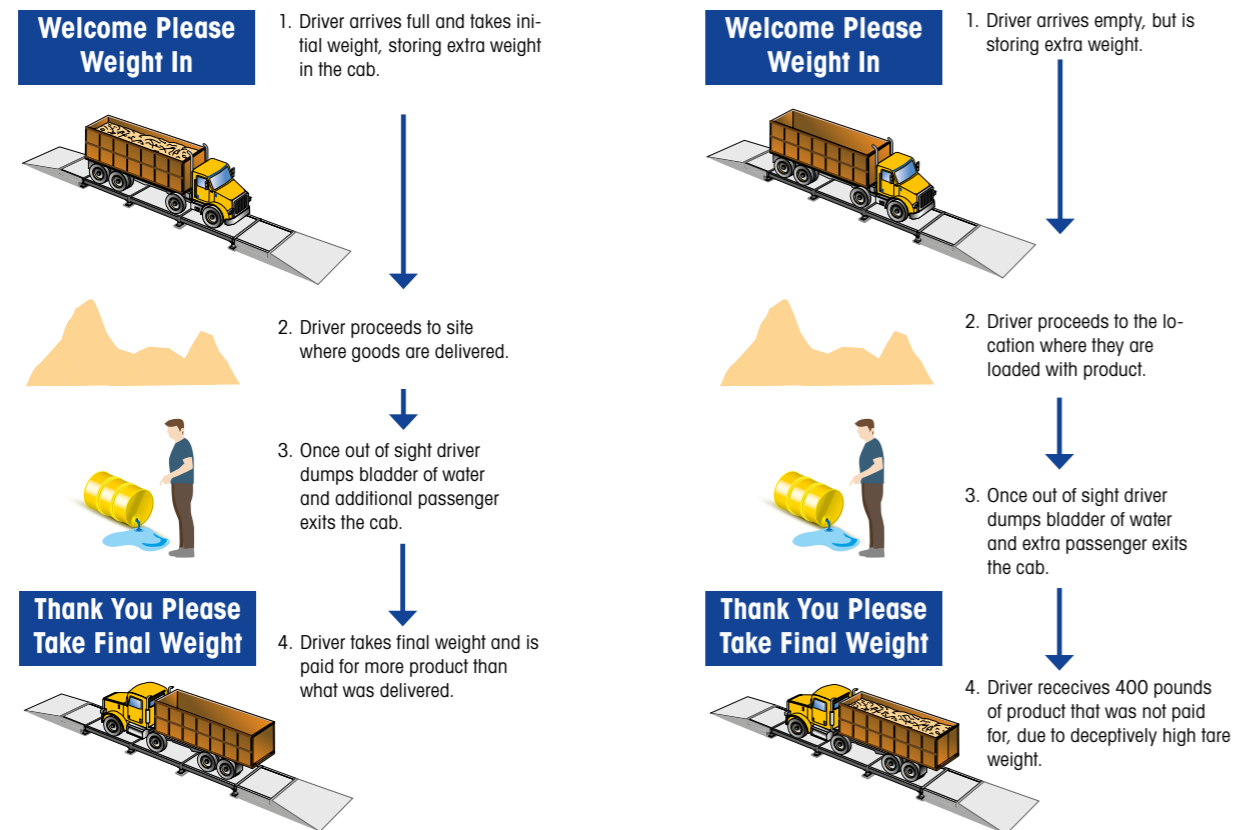 Welcome Please
Weight In
1. Driver arrives full and takes ini-
tial weight, storing extra weight
in the cab.
2. Driver proceeds to site
where goods are delivered.
3. Once out of sight driver
dumps bladder of water
and additional passenger
exits the cab.
Thank You Please
Take Final Weight
4. Driver takes final weight and is
paid for more product than
what was delivered.
Welcome Please
Weight In
1. Driver arrives empty, but is
storing extra weight.
2. Driver proceeds to the lo-
cation where they are
loaded with product.
3. Once out of sight driver
dumps bladder of water
and extra passenger exits
the cab.
Thank You Please
Take Final Weight
4. Driver rececives 400 pounds
of product that was not paid
for, due to deceptively high tare
weight.